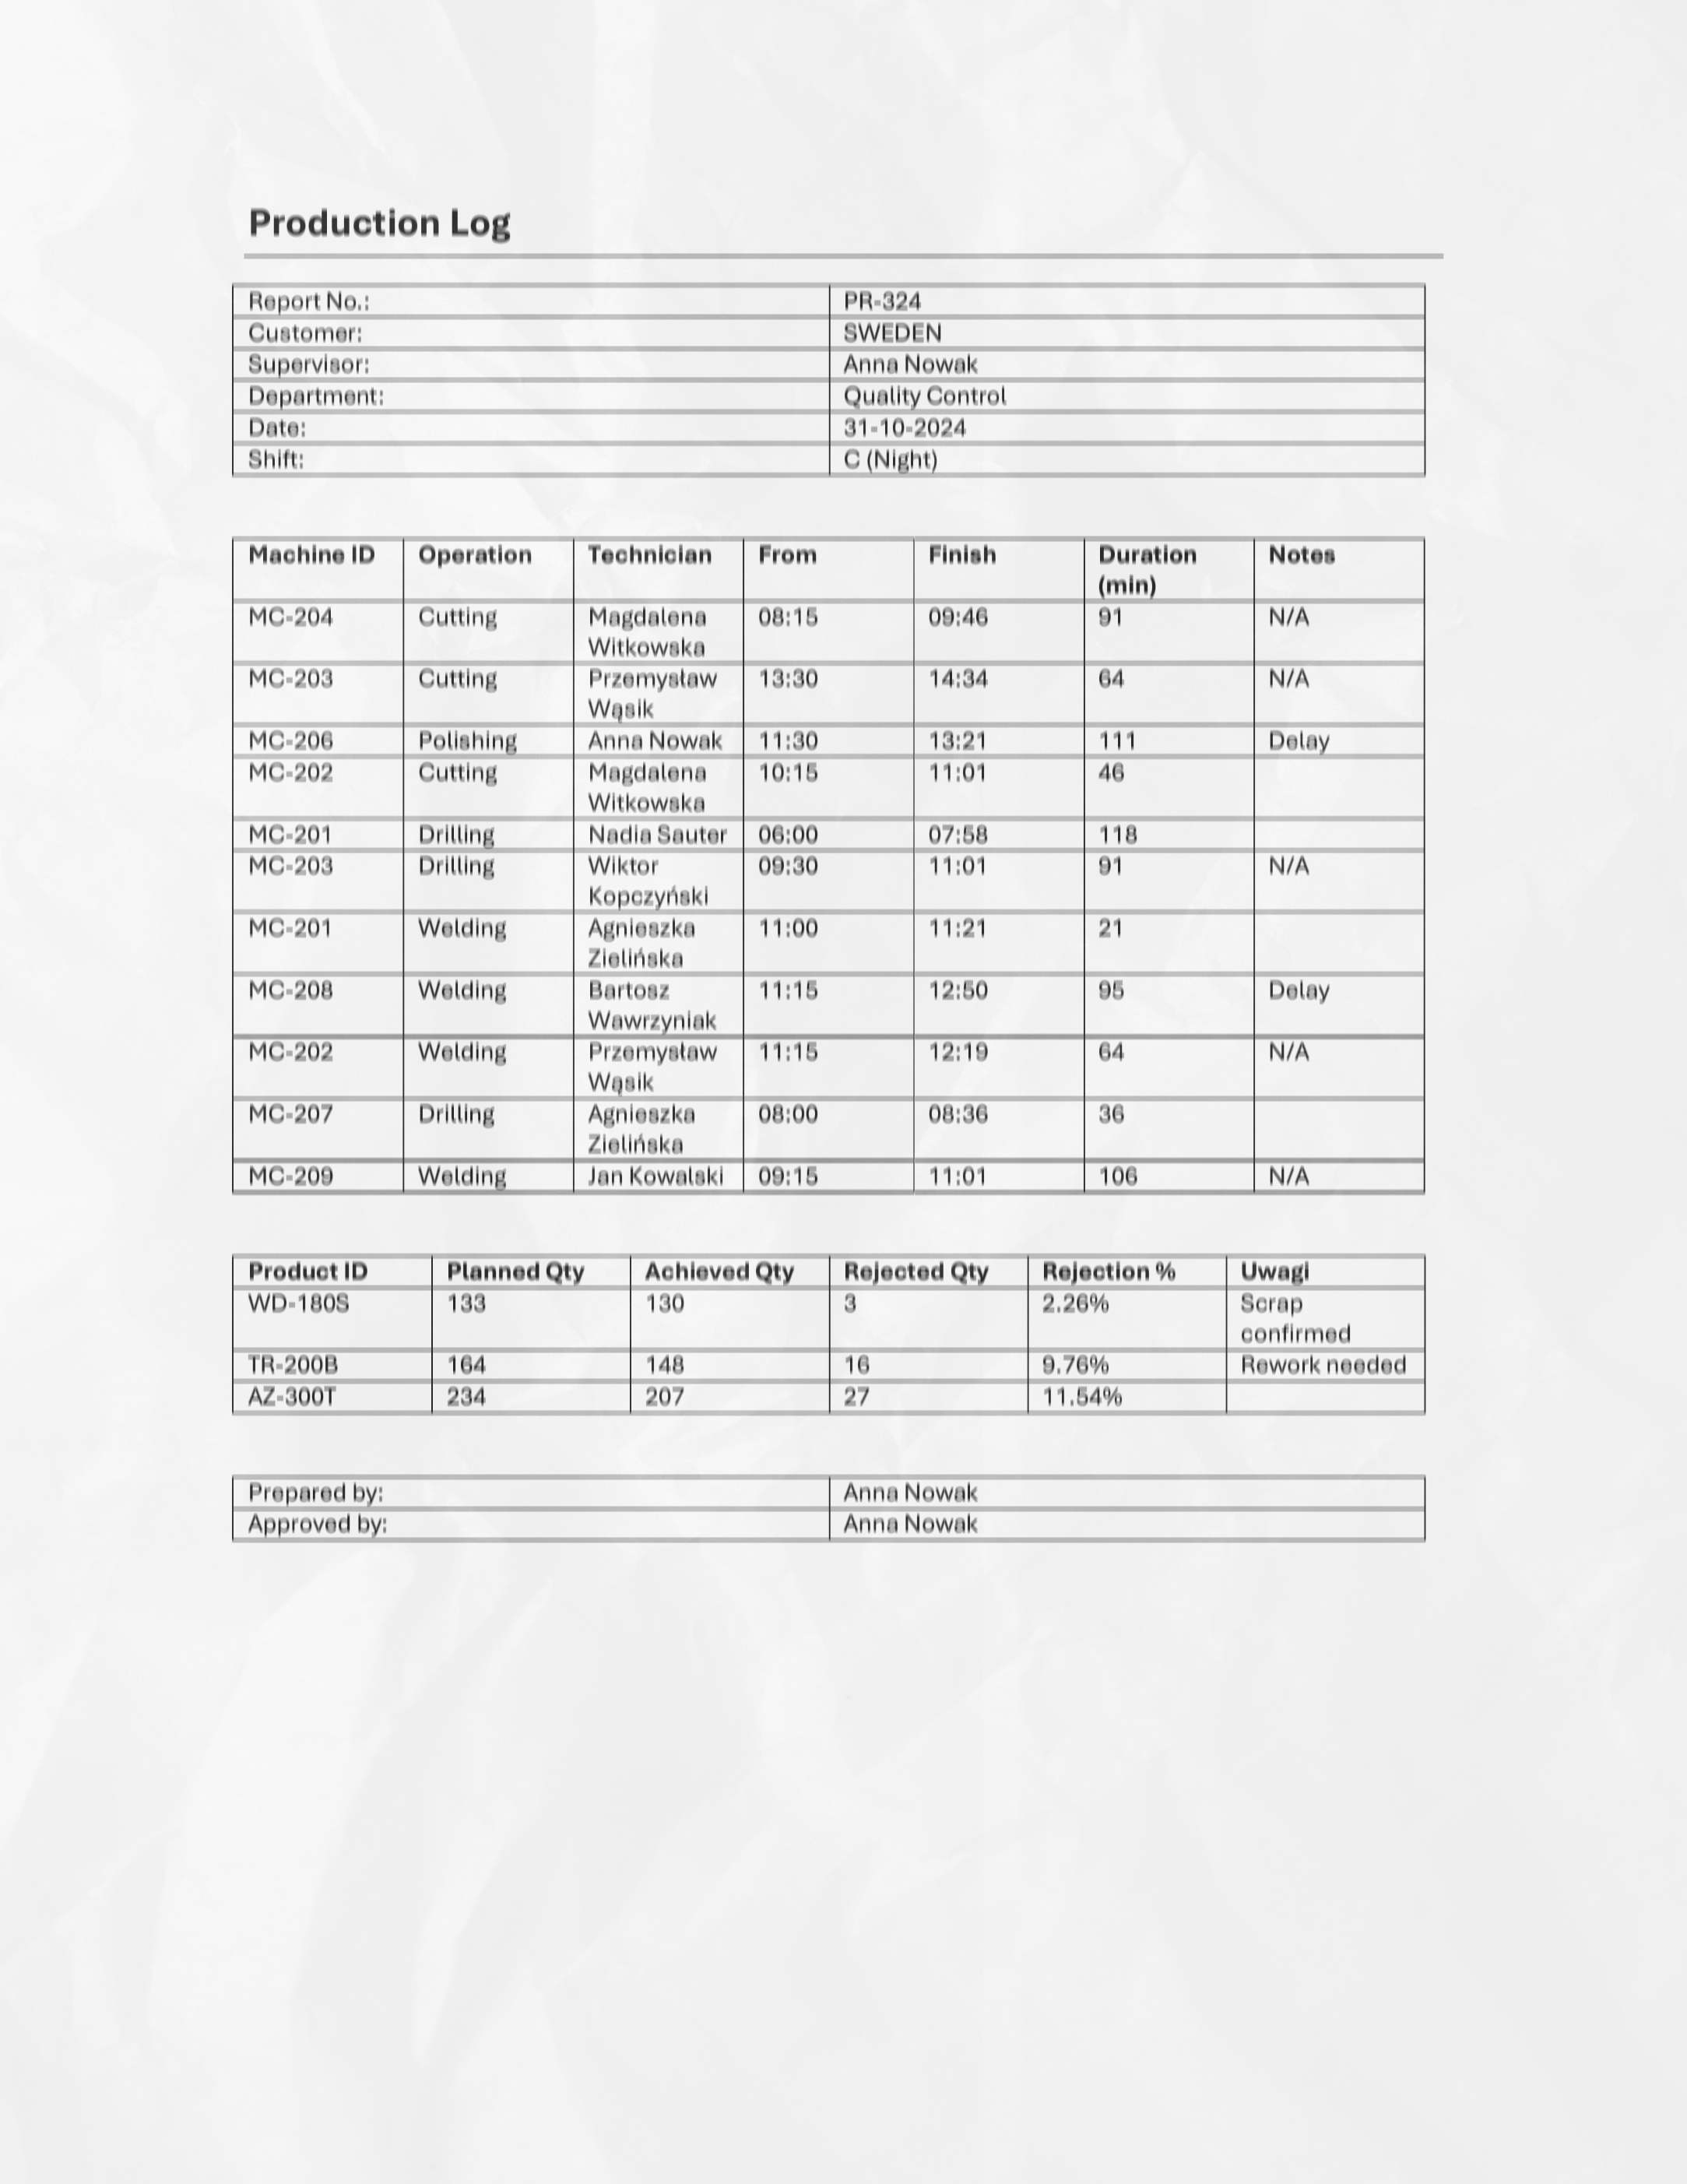 Production Log
Report No.: PR-324
Customer: SWEDEN
Supervisor: Anna Nowak
Department: Quality Control
Date: 31-10-2024
Shift: C (Night)
Machine ID Operation Technician From Finish Duration (min) Notes
MC-204 Cutting Magdalena Witkowska 08:15 09:46 91 N/A
MC-203 Cutting Przemysław Wąsik 13:30 14:34 64 N/A
MC-206 Polishing Anna Nowak 11:30 13:21 111 Delay
MC-202 Cutting Magdalena Witkowska 10:15 11:01 46
MC-201 Drilling Nadia Sauter 06:00 07:58 118
MC-203 Drilling Wiktor Kopczyński 09:30 11:01 91 N/A
MC-201 Welding Agnieszka Zielińska 11:00 11:21 21
MC-208 Welding Bartosz Wawrzyniak 11:15 12:50 95 Delay
MC-202 Welding Przemysław Wąsik 11:15 12:19 64 N/A
MC-207 Drilling Agnieszka Zielińska 08:00 08:36 36
MC-209 Welding Jan Kowalski 09:15 11:01 106 N/A
Product ID Planned Qty Achieved Qty Rejected Qty Rejection % Uwagi
WD-180S 133 130 3 2.26% Scrap confirmed
TR-200B 164 148 16 9.76% Rework needed
AZ-300T 234 207 27 11.54%
Prepared by: Anna Nowak
Approved by: Anna Nowak